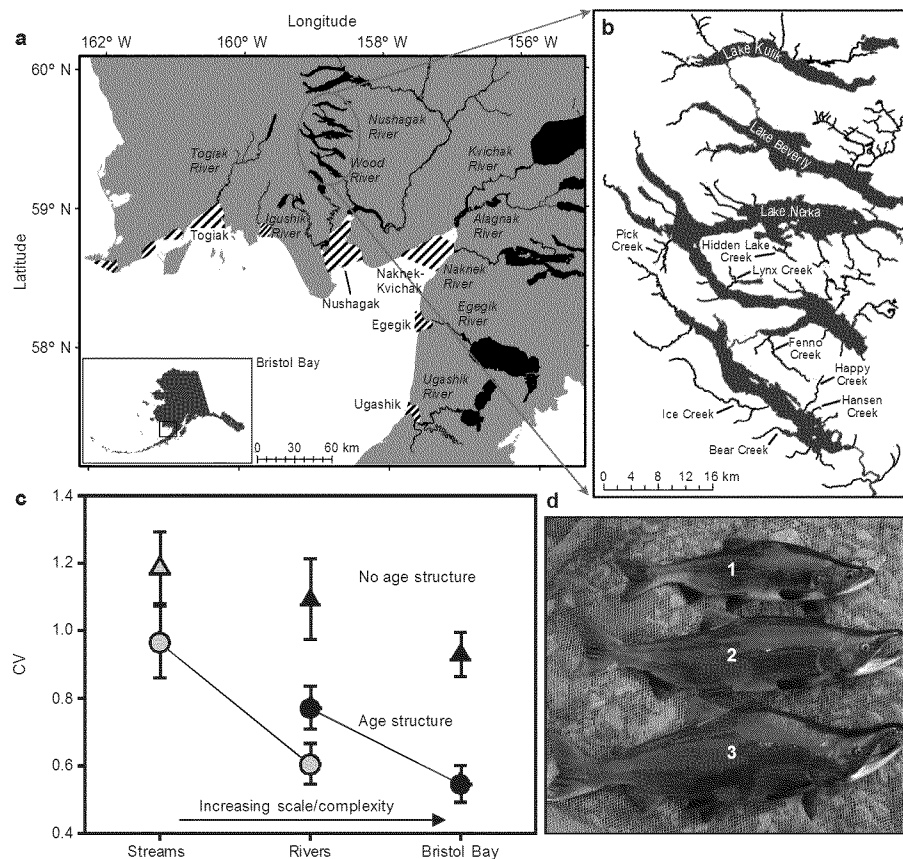 Longitude
a
162° W 160° W 158° W 156° W
60° N
59° N
58° N
Latitude
Togiak
River
Nushagak
River
Wood
River
Kvichak
River
Igushik
River
Alagnak
River
Togiak
Naknek-
Kvichak
Naknek
River
Nushagak
Egegik
River
Egegik
Ugashik
River
Ugashik
Bristol Bay
0 30 60 km
b
Lake Kulik
Lake Beverly
Lake Nerka
Pick
Creek
Hidden Lake
Creek
Lynx Creek
Fenno
Creek
Happy
Creek
Hansen
Creek
Ice Creek
Bear Creek
0 4 8 12 16 km
c
1.4
1.2
1.0
0.8
0.6
0.4
CV
No age structure
Age structure
Increasing scale/complexity
Streams Rivers Bristol Bay
d
1
2
3